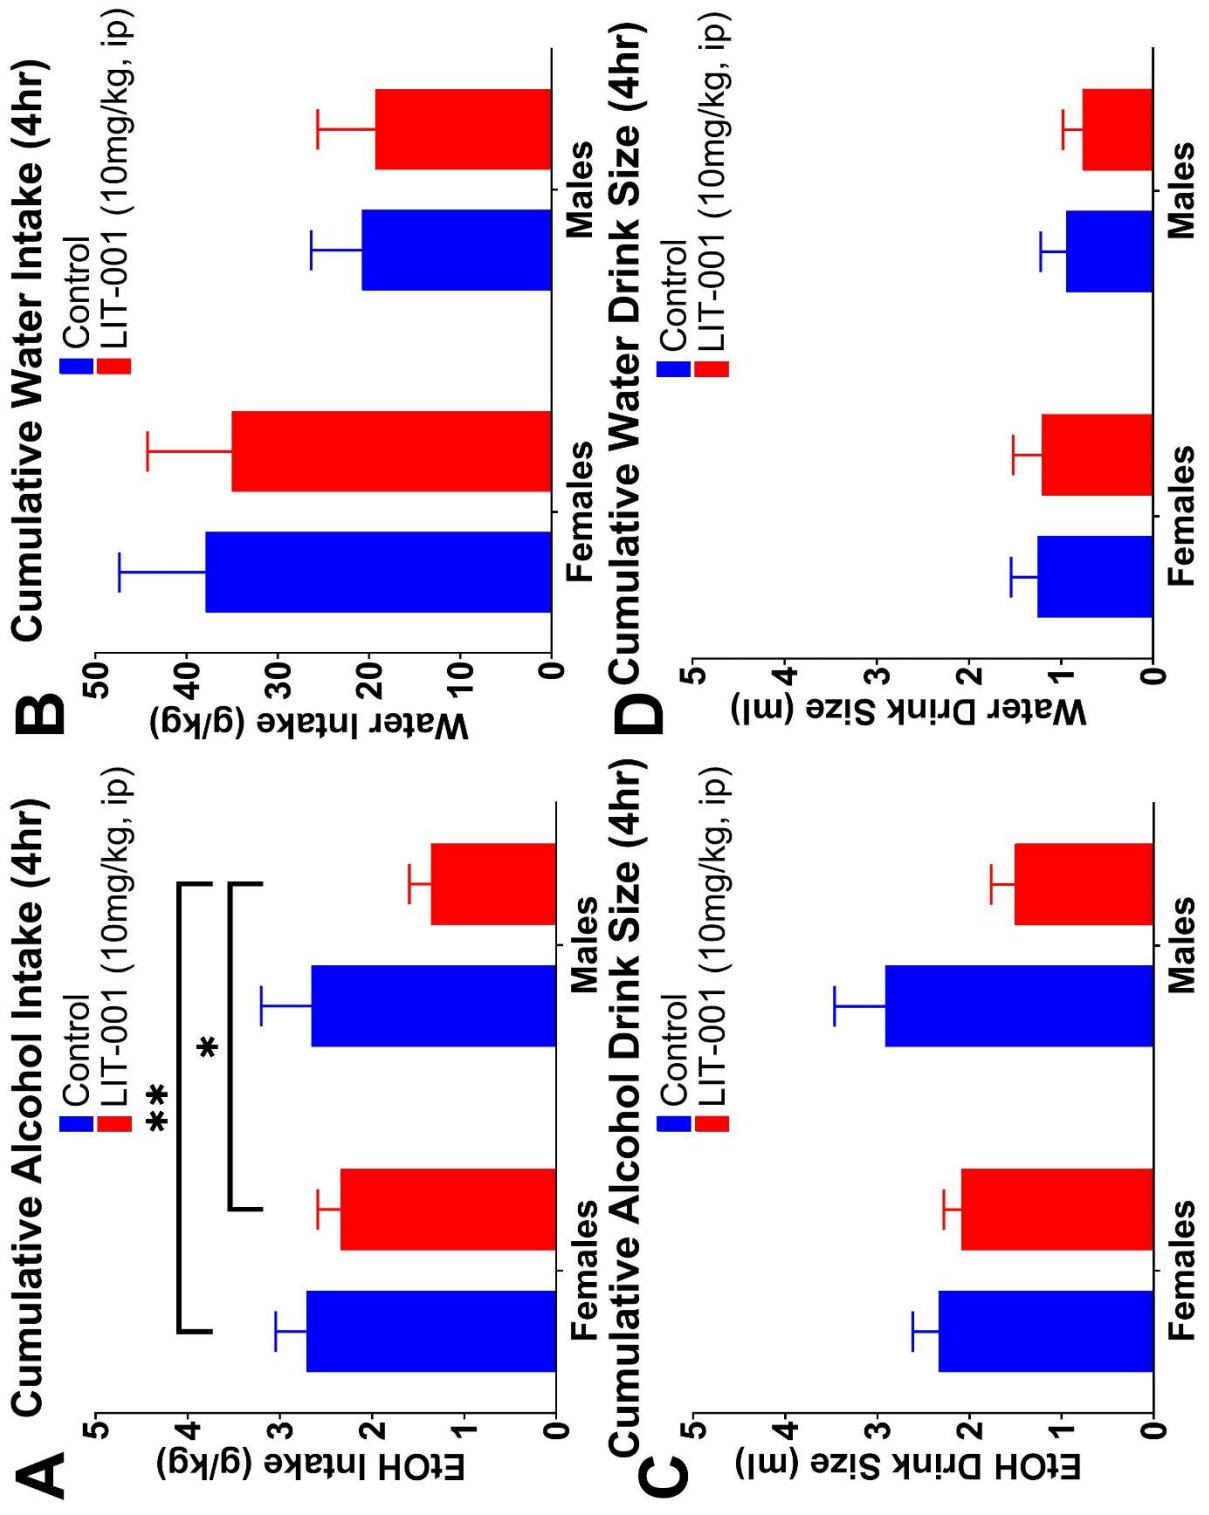 A
Cumulative Alcohol Intake (4hr)
Control
LIT-001 (10mg/kg, ip)
**
*
EtOH Intake (g/kg)
5
4
3
2
1
0
Females
Males
B
Cumulative Water Intake (4hr)
Control
LIT-001 (10mg/kg, ip)
Water Intake (g/kg)
50
40
30
20
10
0
Females
Males
C
Cumulative Alcohol Drink Size (4hr)
Control
LIT-001 (10mg/kg, ip)
EtOH Drink Size (ml)
5
4
3
2
1
0
Females
Males
D
Cumulative Water Drink Size (4hr)
Control
LIT-001 (10mg/kg, ip)
Water Drink Size (ml)
5
4
3
2
1
0
Females
Males